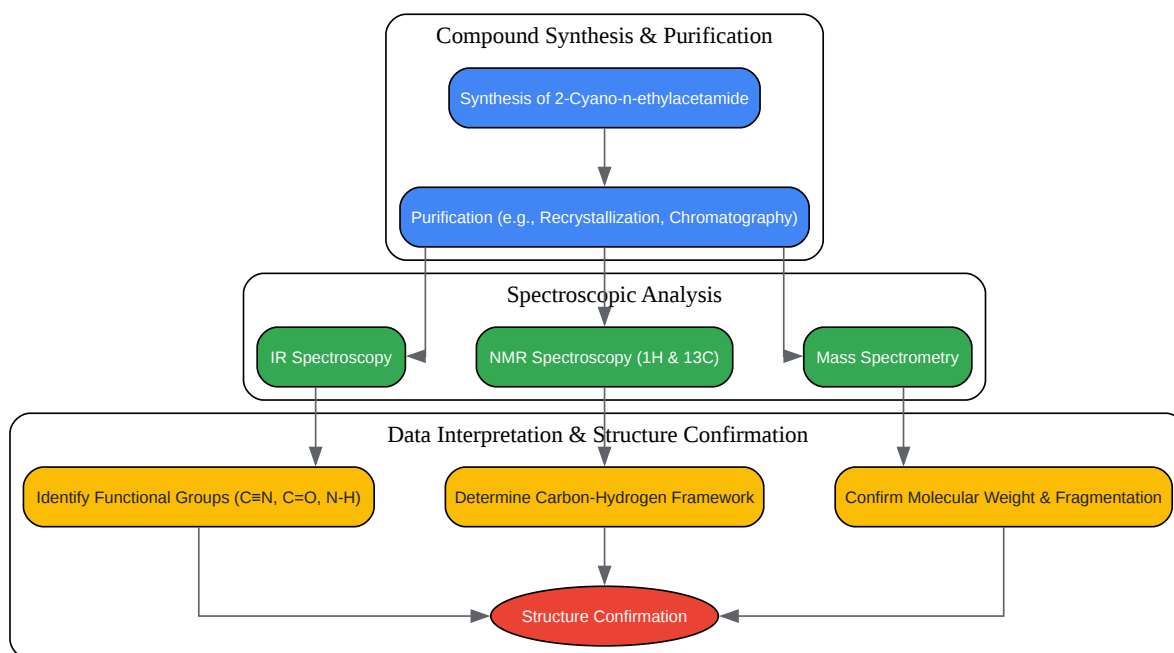 Compound Synthesis & Purification
Synthesis of 2-Cyano-n-ethylacetamide
Purification (e.g., Recrystallization, Chromatography)
Spectroscopic Analysis
IR Spectroscopy
NMR Spectroscopy (1H & 13C)
Mass Spectrometry
Data Interpretation & Structure Confirmation
Identify Functional Groups (C≡N, C=O, N-H)
Determine Carbon-Hydrogen Framework
Confirm Molecular Weight & Fragmentation
Structure Confirmation